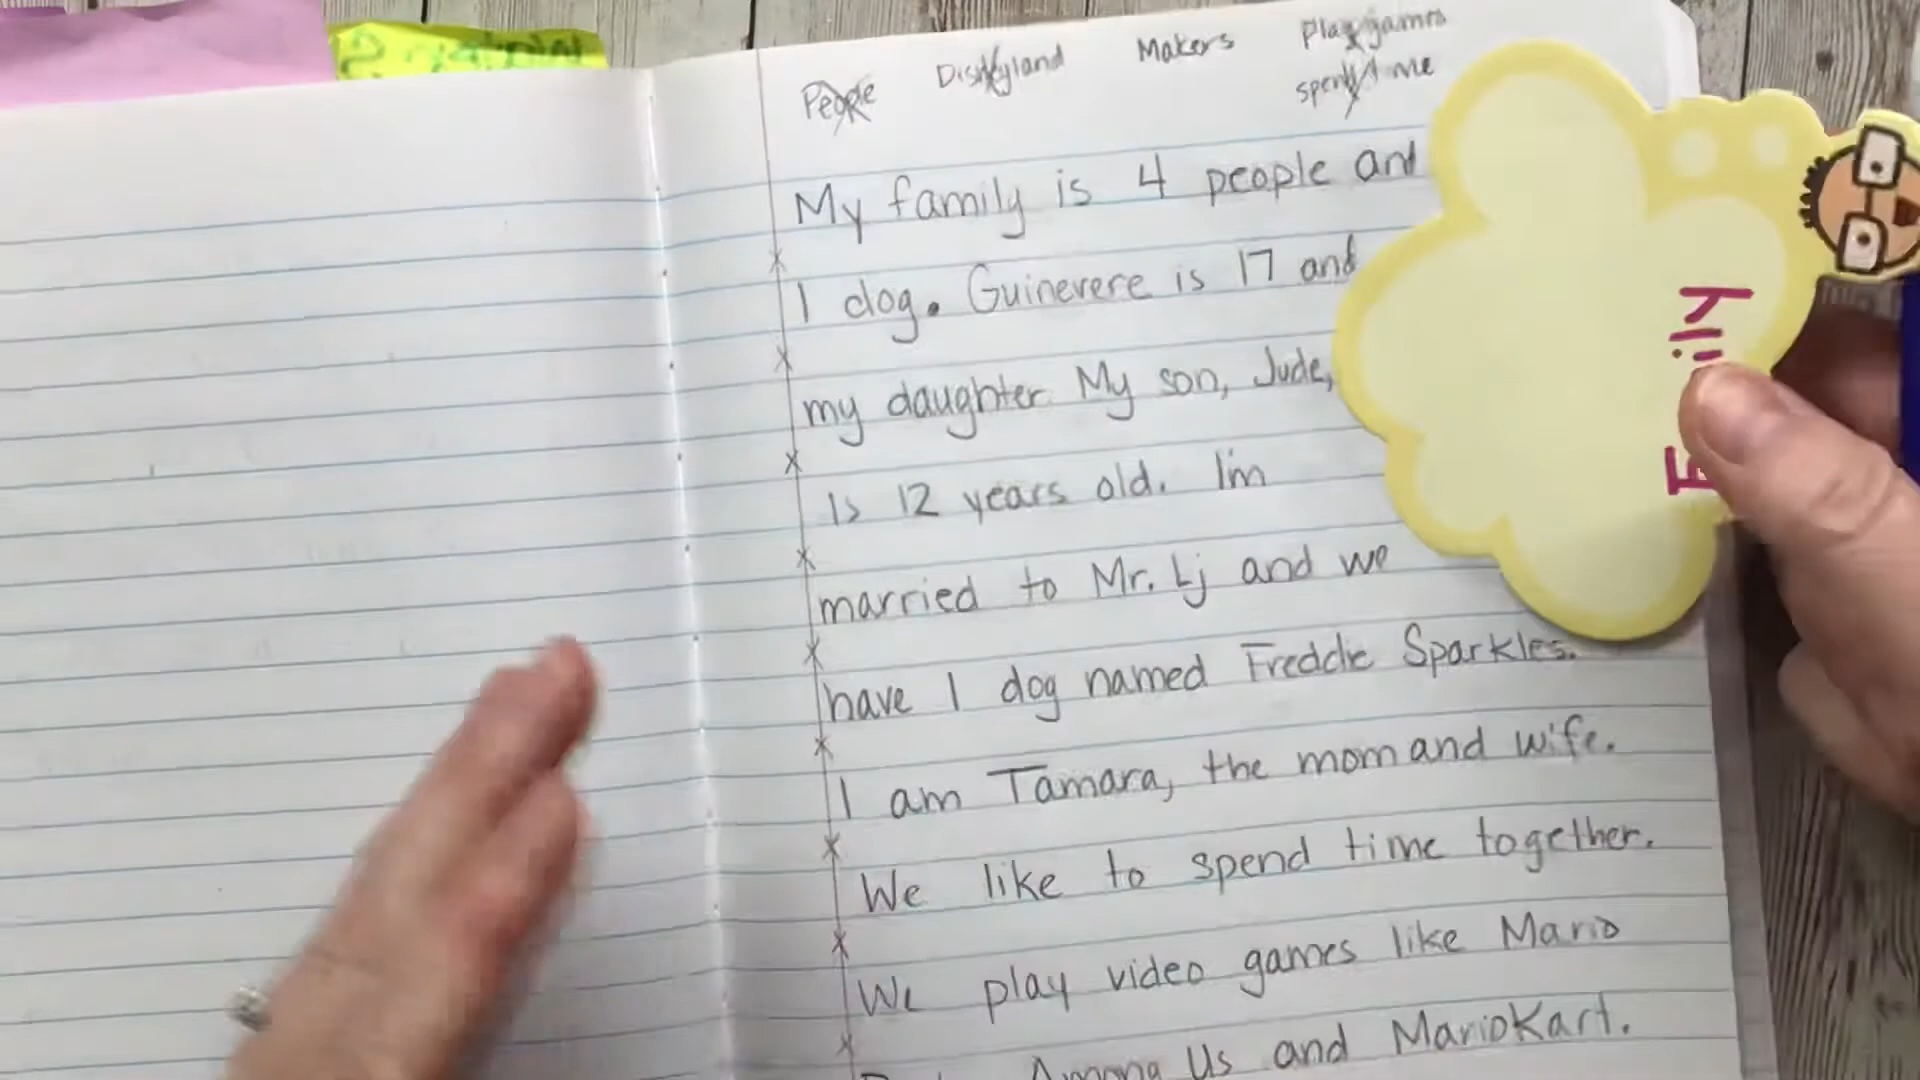 People Disneyland Makers Play games
spend time
My family is 4 people and
1 dog. Guinevere is 17 and
my daughter. My son, Jude,
is 12 years old. I'm
married to Mr. Lj and we
have 1 dog named Freddie Sparkles.
I am Tamara, the mom and wife.
We like to spend time together.
We play video games like Mario
Among Us and MarioKart.